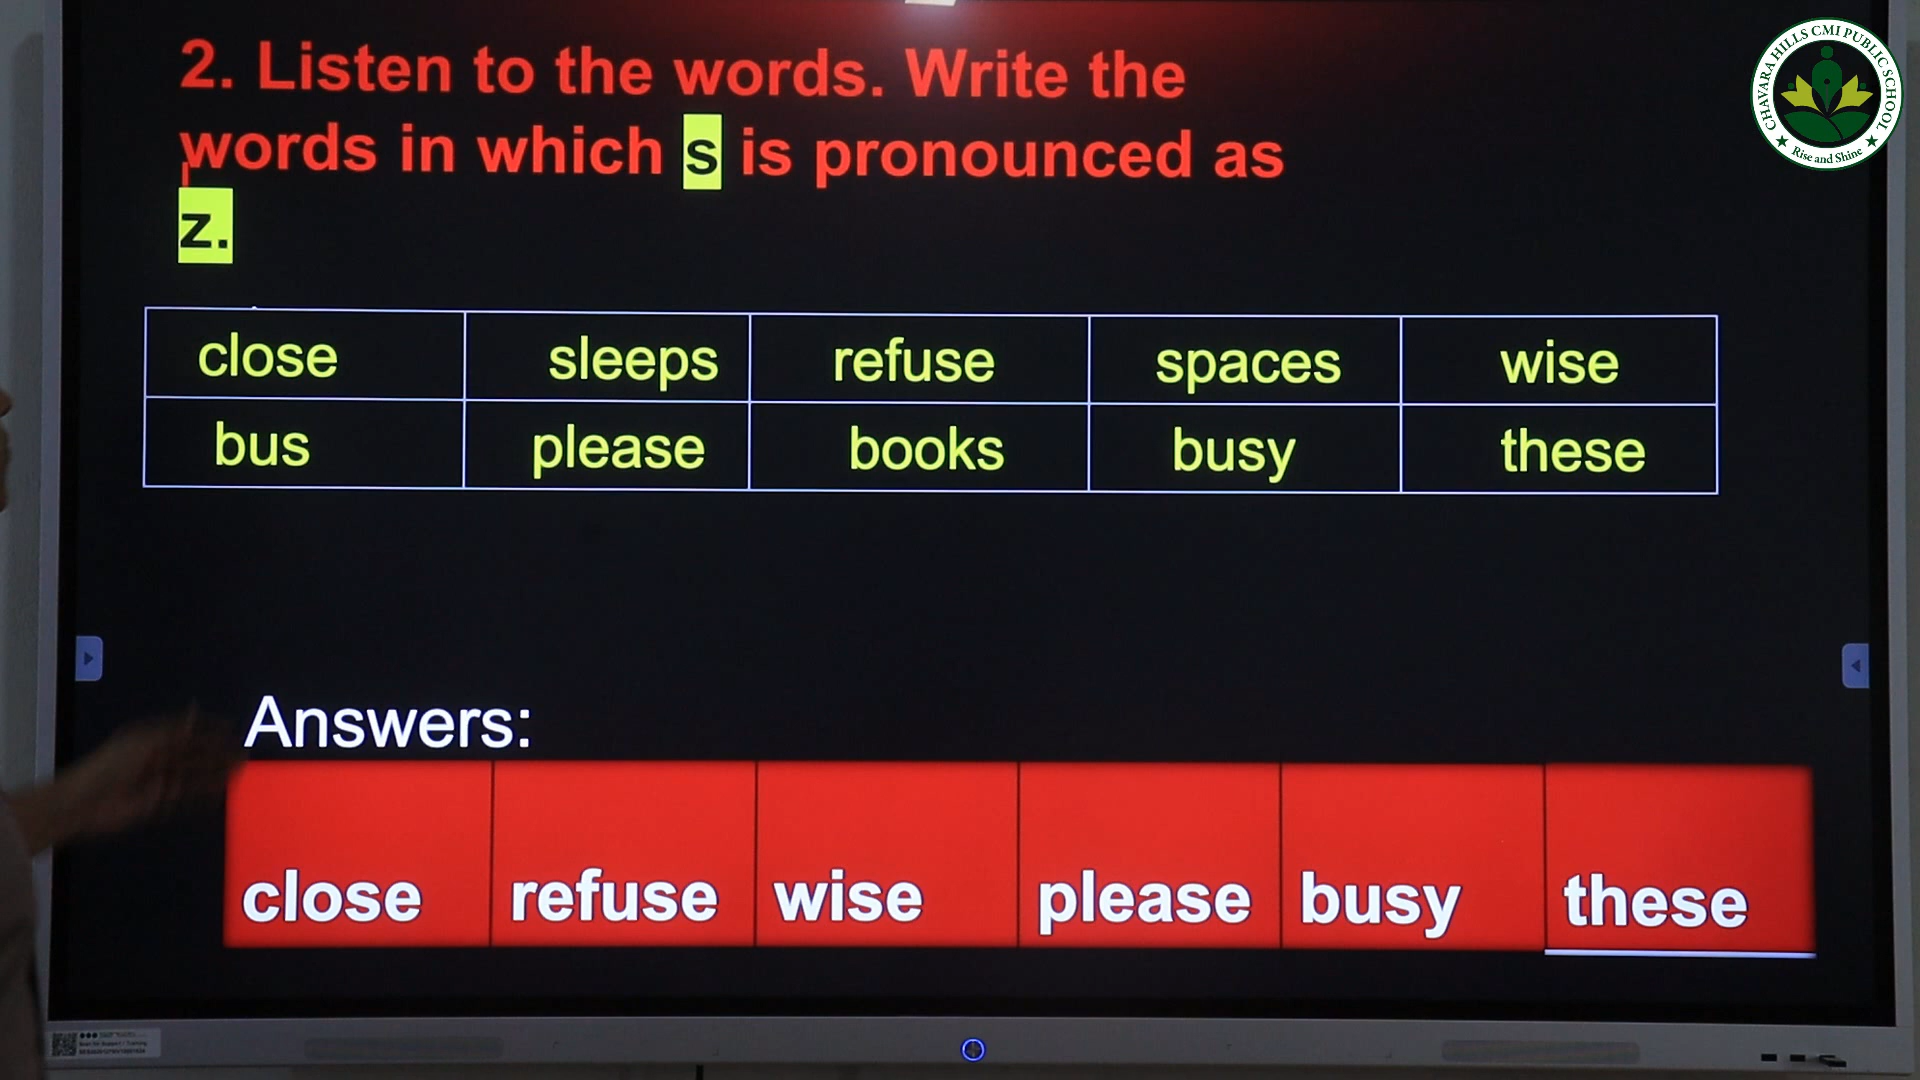 2. Listen to the words. Write the
words in which s is pronounced as
z.
close sleeps refuse spaces wise
bus please books busy these
Answers:
close refuse wise please busy these
CHAVARA HILLS CMI PUBLIC SCHOOL
Rise and Shine